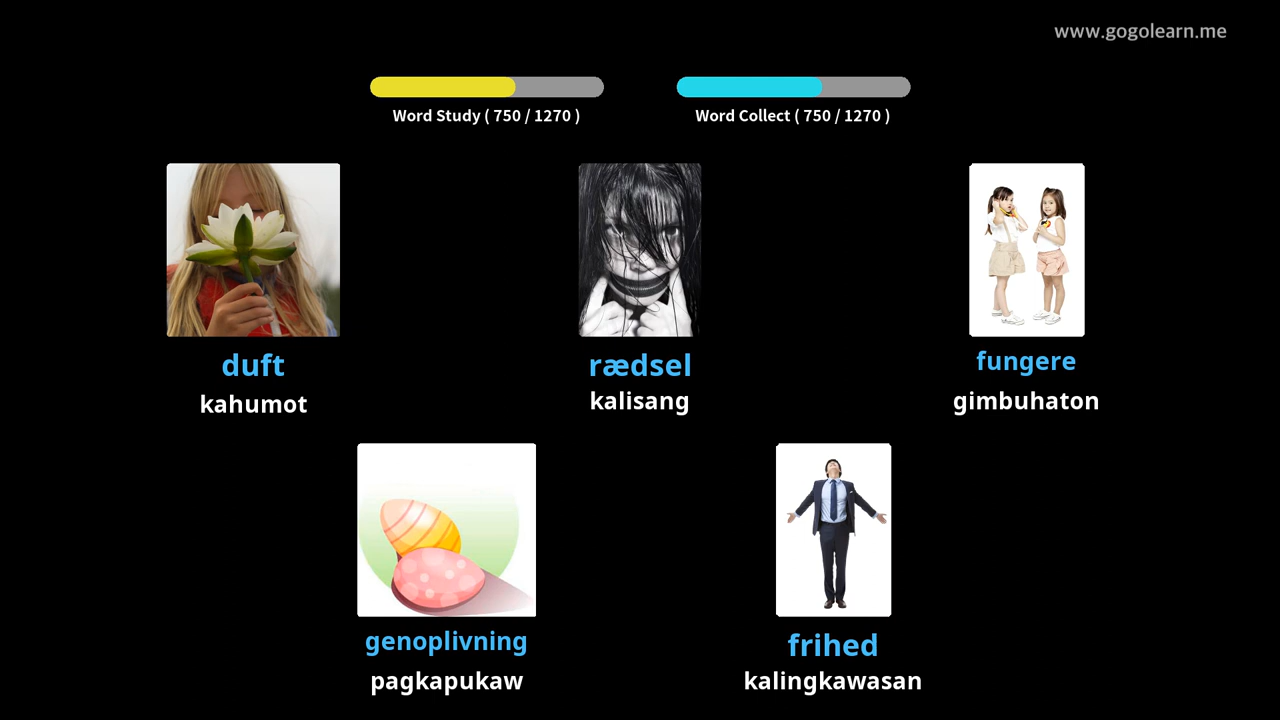 www.gogolearn.me
Word Study ( 750 / 1270 )
Word Collect ( 750 / 1270 )
duft
kahumot
rædsel
kalisang
fungere
gimbuhaton
genoplivning
pagkapukaw
frihed
kalingkawasan